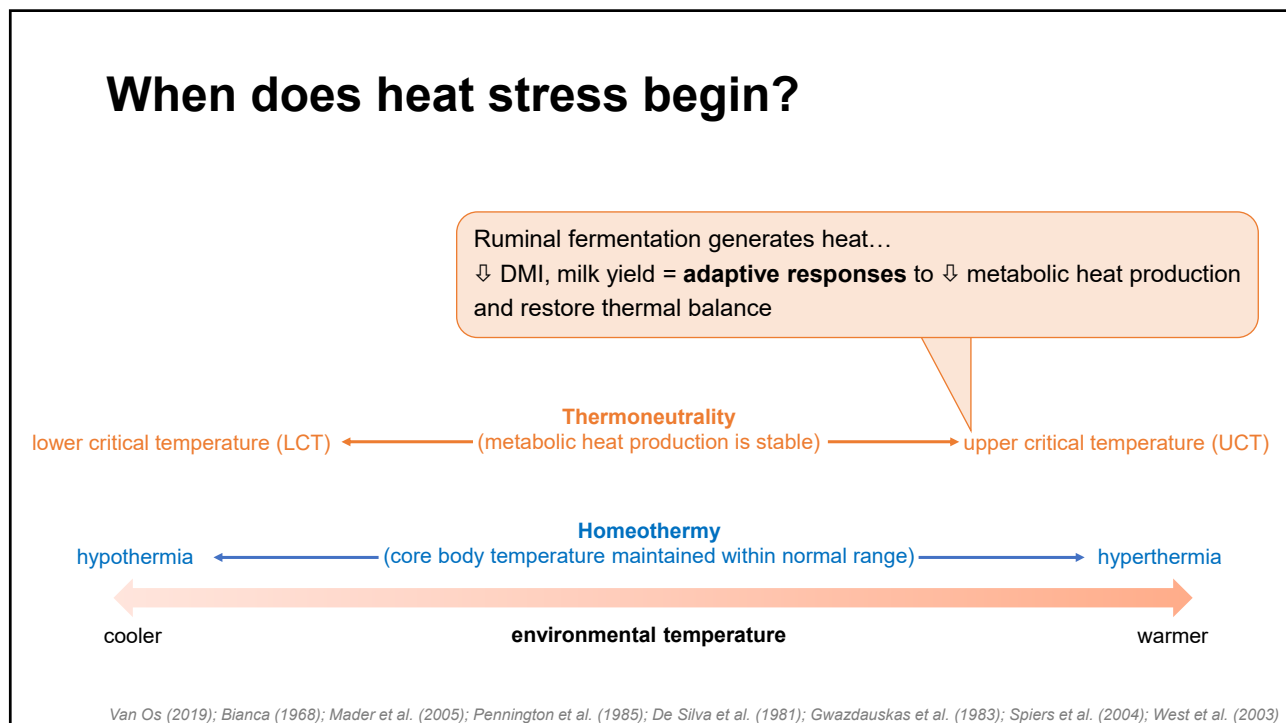 When does heat stress begin?
Ruminal fermentation generates heat…
⇩ DMI, milk yield = adaptive responses to ⇩ metabolic heat production
and restore thermal balance
Thermoneutrality
lower critical temperature (LCT) (metabolic heat production is stable) upper critical temperature (UCT)
Homeothermy
hypothermia (core body temperature maintained within normal range) hyperthermia
cooler environmental temperature warmer
Van Os (2019); Bianca (1968); Mader et al. (2005); Pennington et al. (1985); De Silva et al. (1981); Gwazdauskas et al. (1983); Spiers et al. (2004); West et al. (2003)